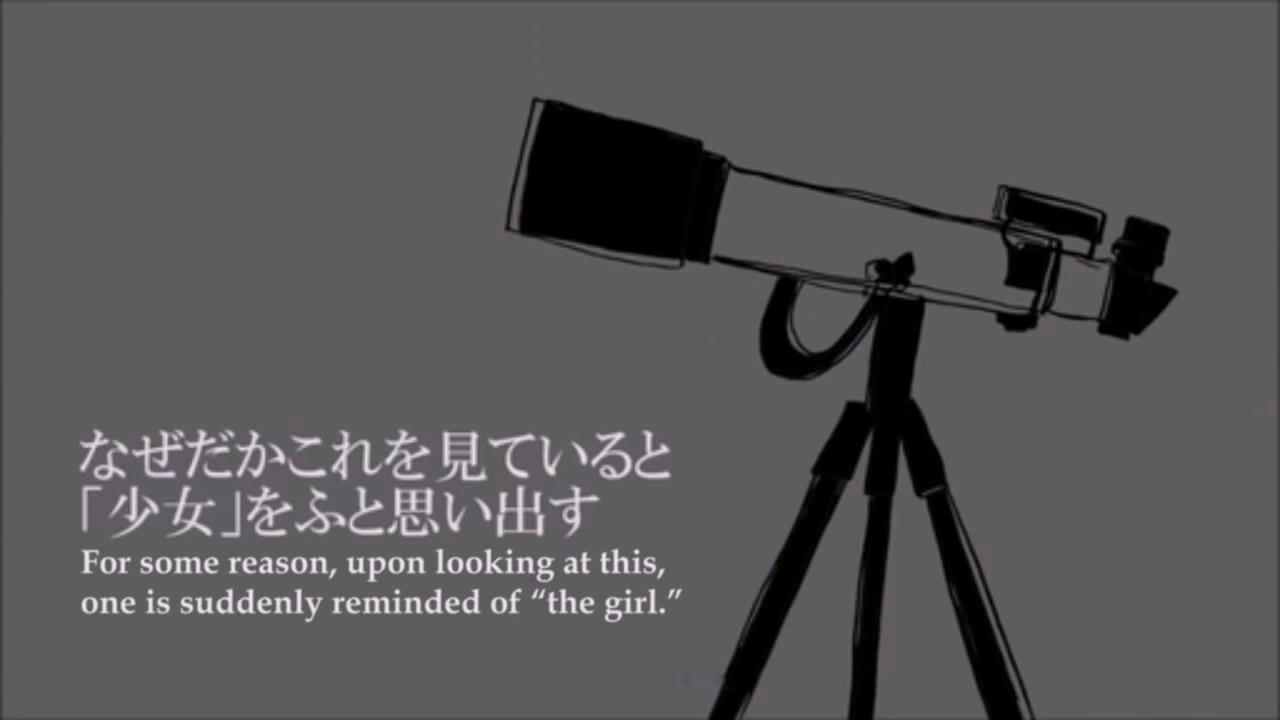 なぜだかこれを見ていると
「少女」をふと思い出す
For some reason, upon looking at this,
one is suddenly reminded of “the girl.”